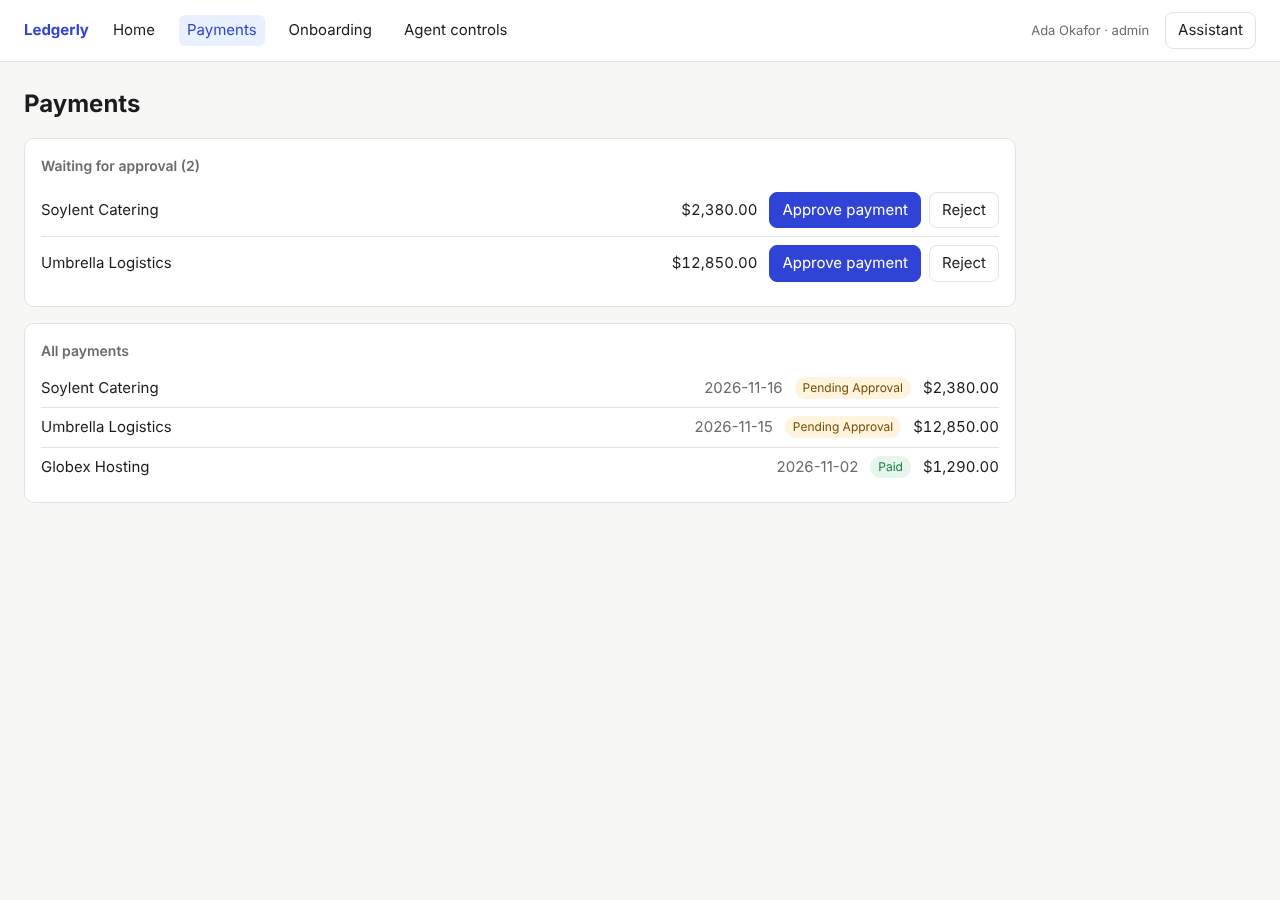 Ledgerly Home Payments Onboarding Agent controls Ada Okafor · admin Assistant
Payments
Waiting for approval (2)
Soylent Catering $2,380.00 Approve payment Reject
Umbrella Logistics $12,850.00 Approve payment Reject
All payments
Soylent Catering 2026-11-16 Pending Approval $2,380.00
Umbrella Logistics 2026-11-15 Pending Approval $12,850.00
Globex Hosting 2026-11-02 Paid $1,290.00